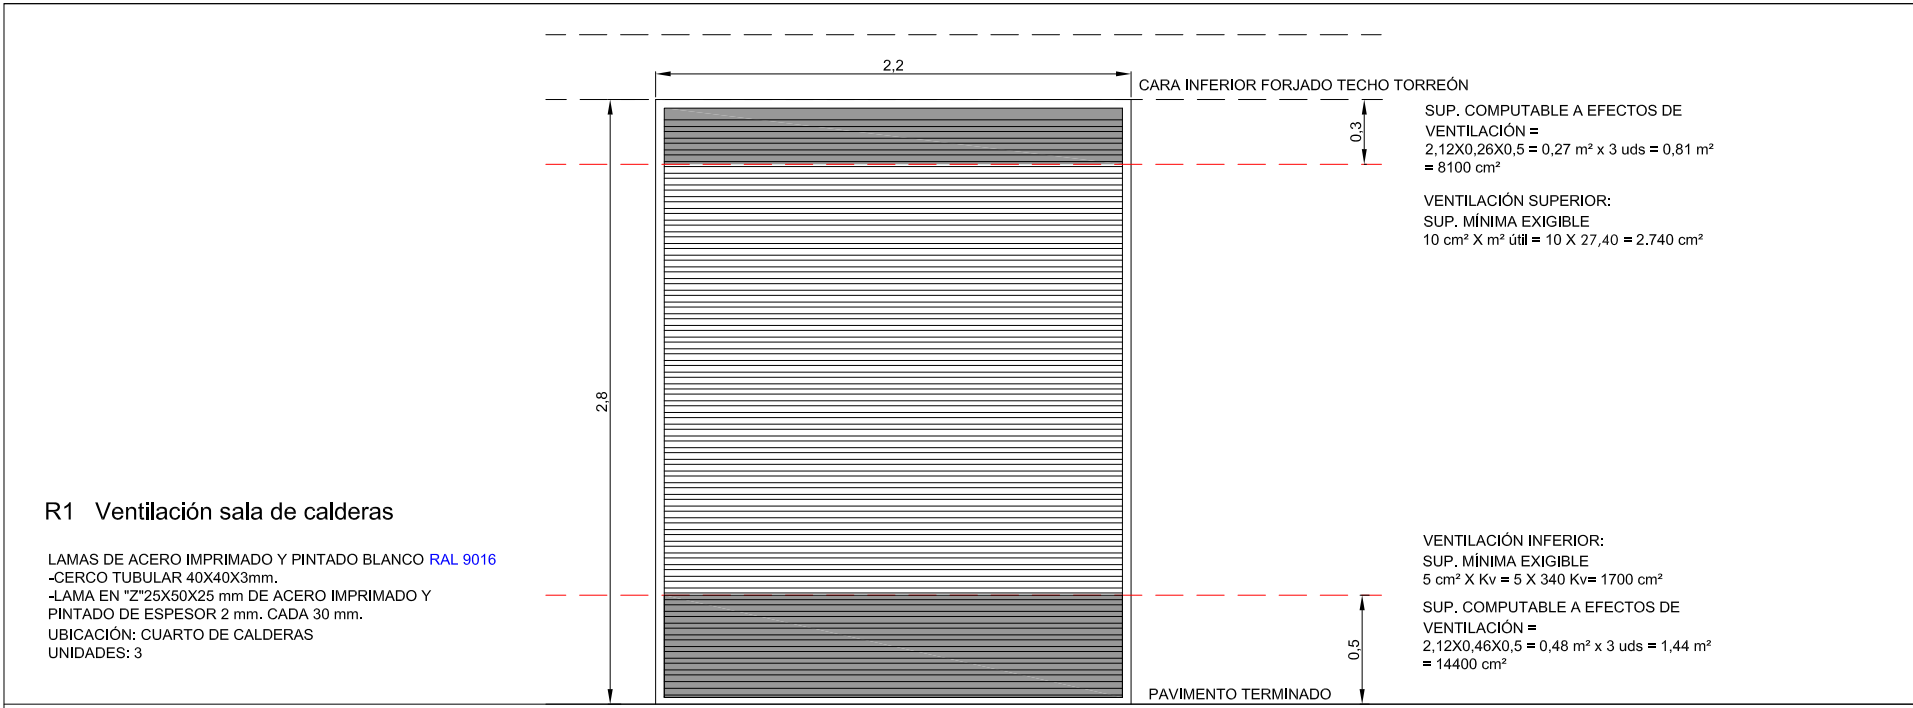 2,2
CARA INFERIOR FORJADO TECHO TORREÓN
0,3
SUP. COMPUTABLE A EFECTOS DE
VENTILACIÓN =
2,12X0,26X0,5 = 0,27 m² x 3 uds = 0,81 m²
= 8100 cm²
VENTILACIÓN SUPERIOR:
SUP. MÍNIMA EXIGIBLE
10 cm² X m² útil = 10 X 27,40 = 2.740 cm²
2,8
R1 Ventilación sala de calderas
LAMAS DE ACERO IMPRIMADO Y PINTADO BLANCO RAL 9016
-CERCO TUBULAR 40X40X3mm.
-LAMA EN "Z"25X50X25 mm DE ACERO IMPRIMADO Y
PINTADO DE ESPESOR 2 mm. CADA 30 mm.
UBICACIÓN: CUARTO DE CALDERAS
UNIDADES: 3
VENTILACIÓN INFERIOR:
SUP. MÍNIMA EXIGIBLE
5 cm² X Kv = 5 X 340 Kv= 1700 cm²
SUP. COMPUTABLE A EFECTOS DE
VENTILACIÓN =
2,12X0,46X0,5 = 0,48 m² x 3 uds = 1,44 m²
= 14400 cm²
0,5
PAVIMENTO TERMINADO